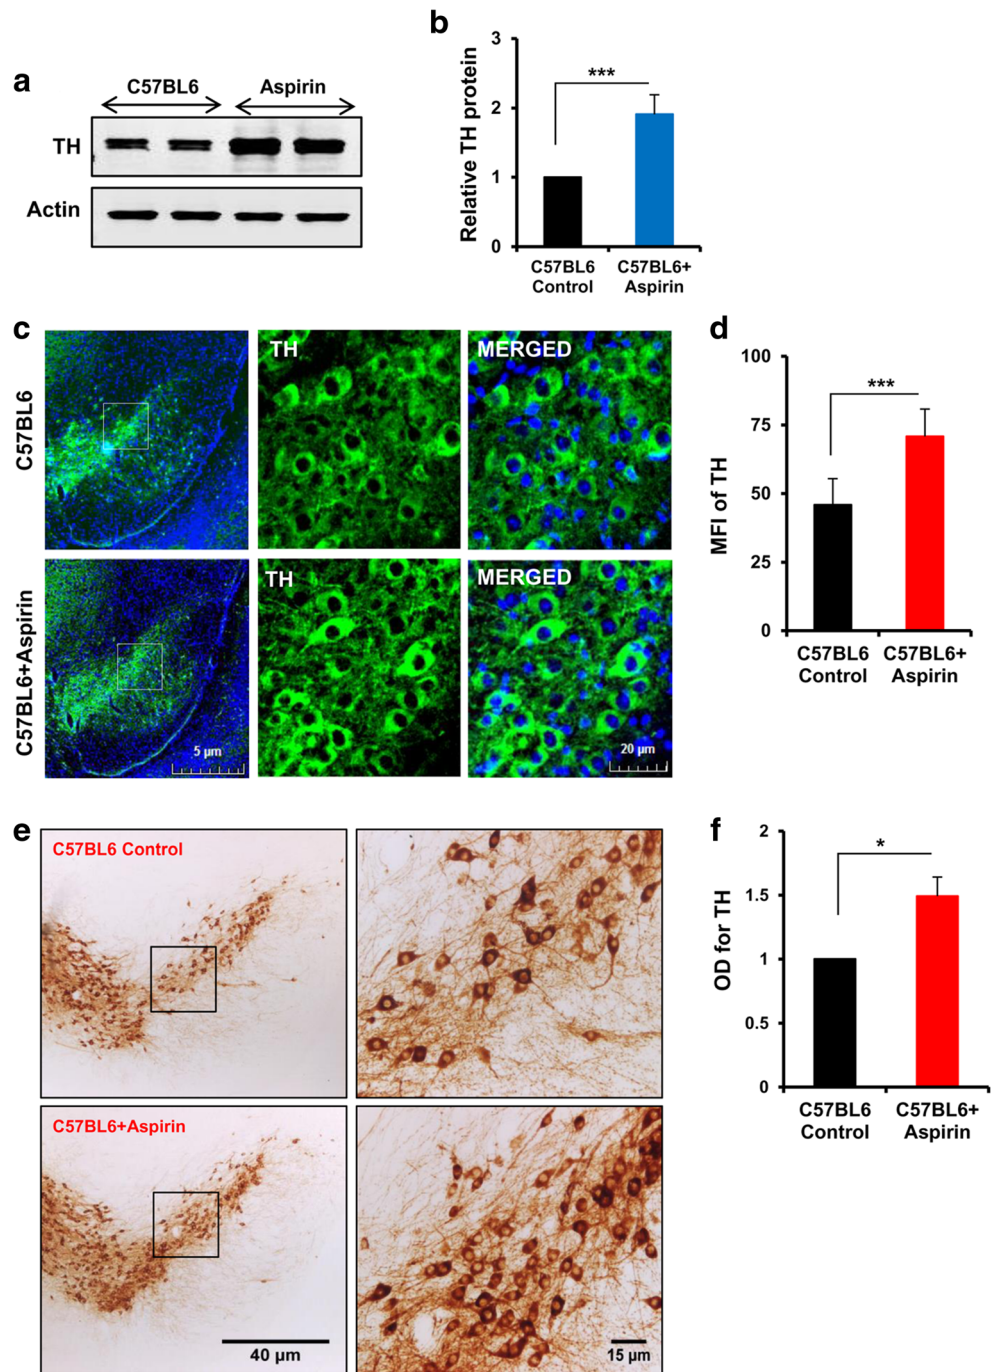 a
C57BL6
Aspirin
TH
Actin
b
Relative TH protein
3
2
1
0
***
C57BL6
Control
C57BL6+
Aspirin
c
C57BL6
TH
MERGED
C57BL6+Aspirin
5 µm
TH
MERGED
20 µm
d
MFI of TH
100
75
50
25
0
***
C57BL6
Control
C57BL6+
Aspirin
e
C57BL6 Control
C57BL6+Aspirin
40 µm
15 µm
f
OD for TH
2
1.5
1
0.5
0
*
C57BL6
Control
C57BL6+
Aspirin